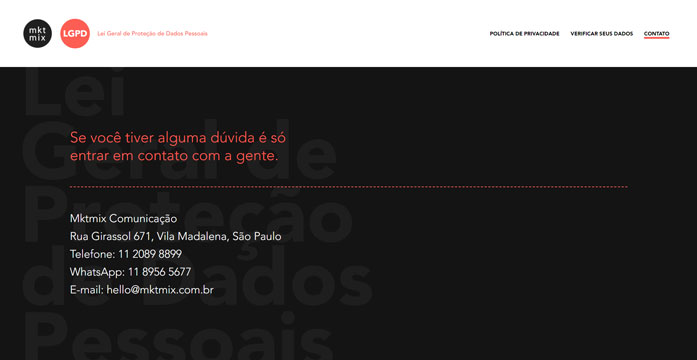 mkt
mix
LGPD
Lei Geral de Proteção de Dados Pessoais
POLÍTICA DE PRIVACIDADE
VERIFICAR SEUS DADOS
CONTATO
Lei
Geral de
Proteção
de Dados
Pessoais
Se você tiver alguma dúvida é só
entrar em contato com a gente.
Mktmix Comunicação
Rua Girassol 671, Vila Madalena, São Paulo
Telefone: 11 2089 8899
WhatsApp: 11 8956 5677
E-mail: hello@mktmix.com.br